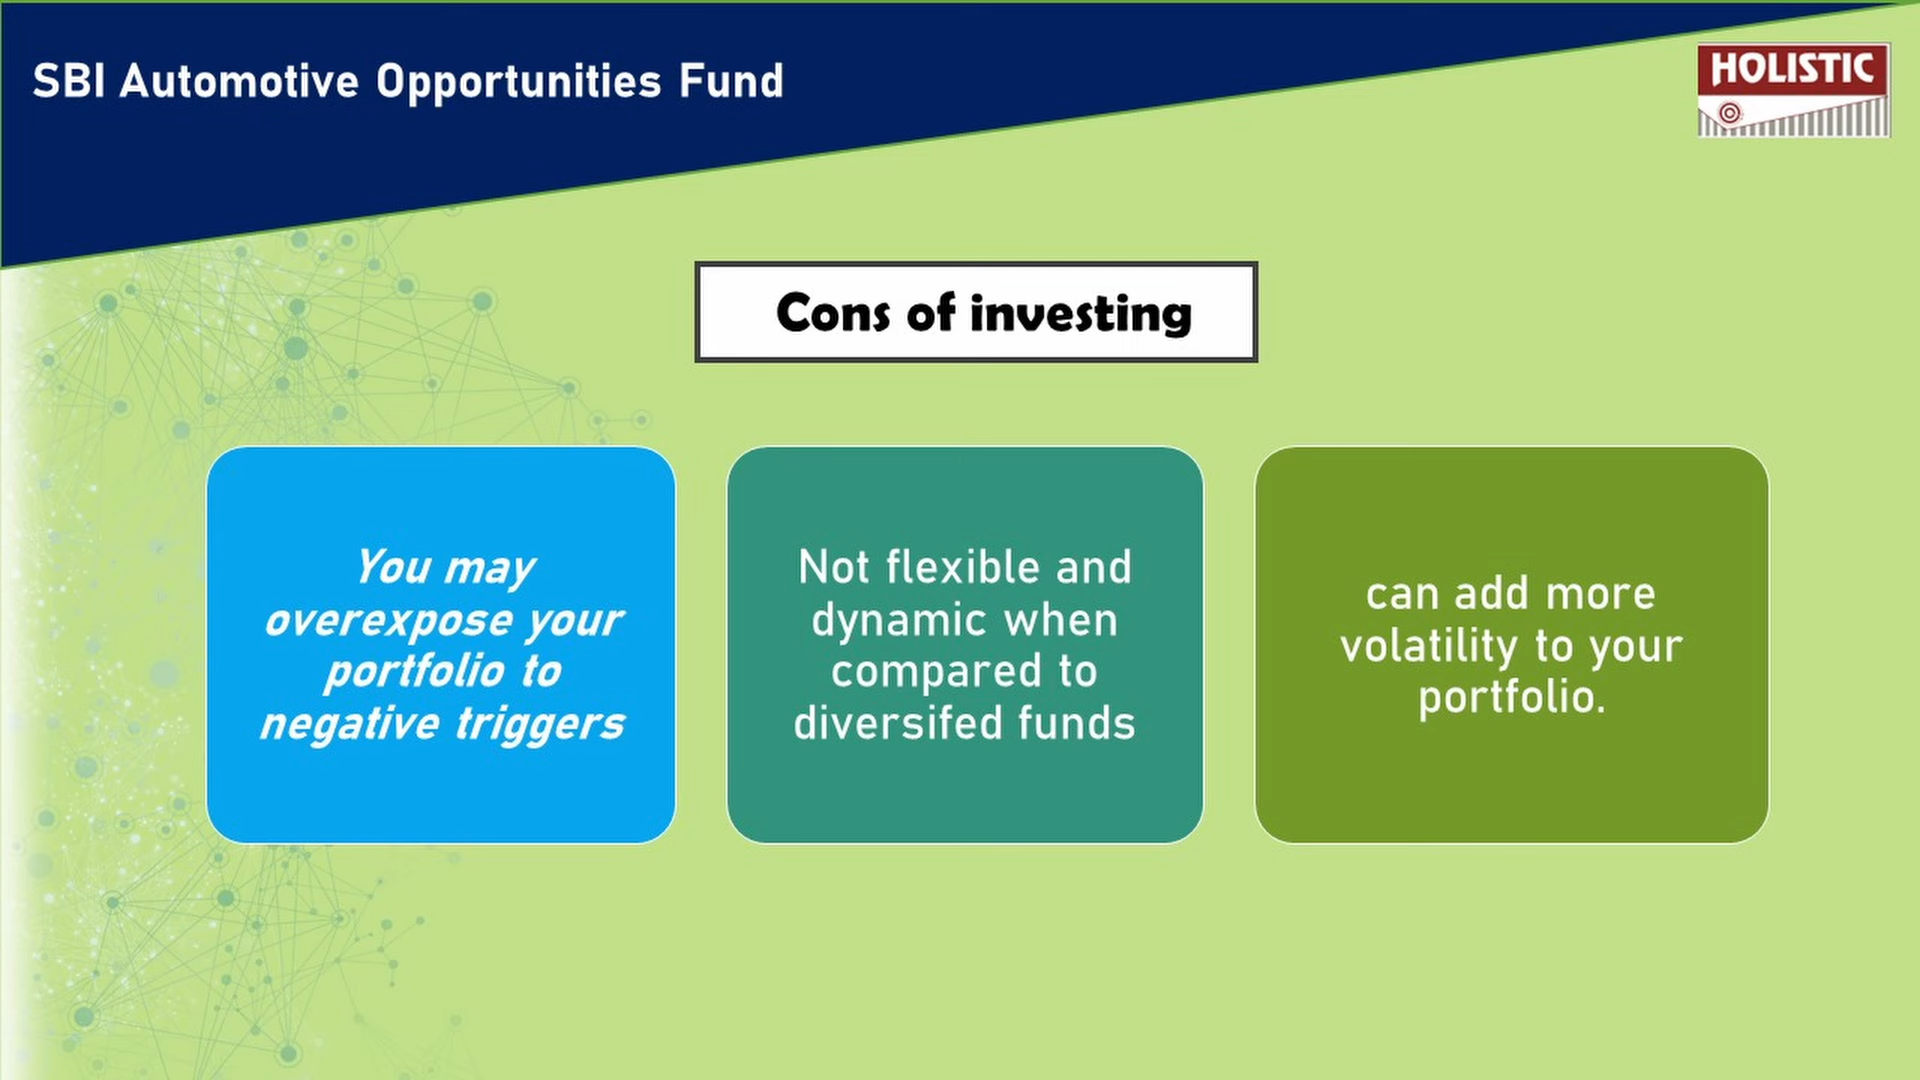 SBI Automotive Opportunities Fund
HOLISTIC
Cons of investing
You may
overexpose your
portfolio to
negative triggers
Not flexible and
dynamic when
compared to
diversifed funds
can add more
volatility to your
portfolio.